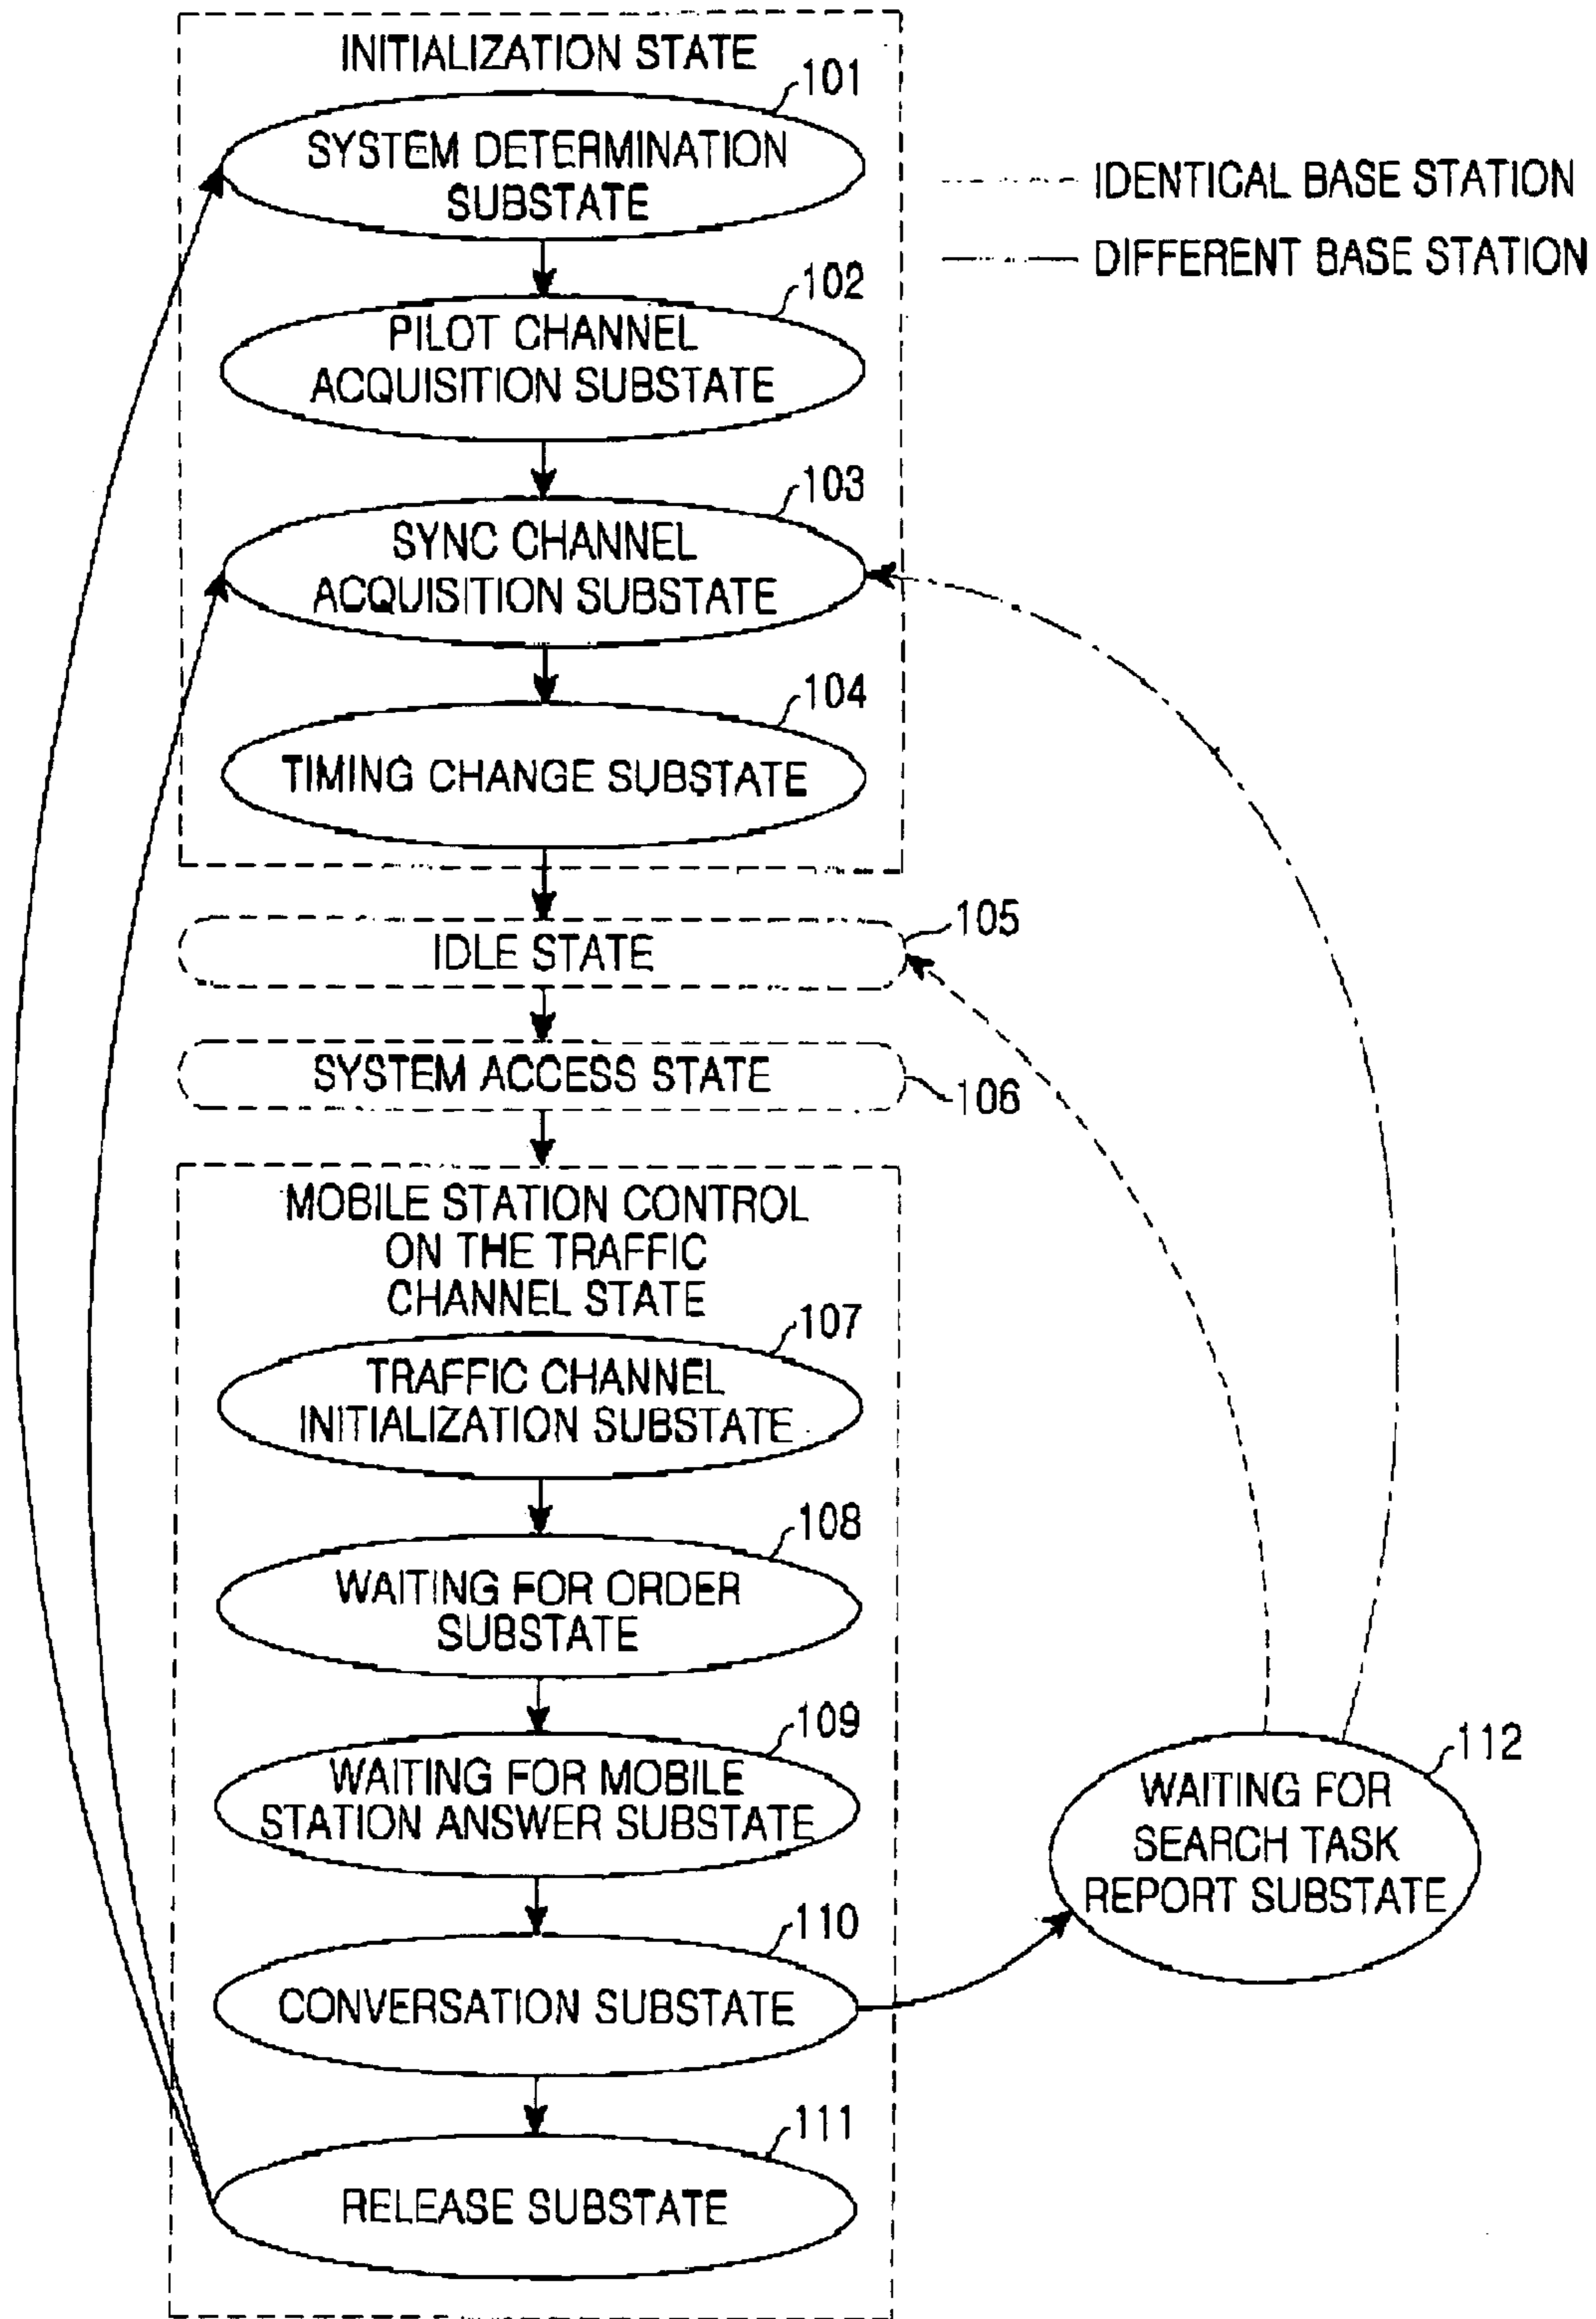 INITIALIZATION STATE
101
SYSTEM DETERMINATION
SUBSTATE
IDENTICAL BASE STATION
DIFFERENT BASE STATION
102
PILOT CHANNEL
ACQUISITION SUBSTATE
103
SYNC CHANNEL
ACQUISITION SUBSTATE
104
TIMING CHANGE SUBSTATE
105
IDLE STATE
SYSTEM ACCESS STATE
106
MOBILE STATION CONTROL
ON THE TRAFFIC
CHANNEL STATE
107
TRAFFIC CHANNEL
INITIALIZATION SUBSTATE
108
WAITING FOR ORDER
SUBSTATE
109
WAITING FOR MOBILE
STATION ANSWER SUBSTATE
112
WAITING FOR
SEARCH TASK
REPORT SUBSTATE
110
CONVERSATION SUBSTATE
111
RELEASE SUBSTATE